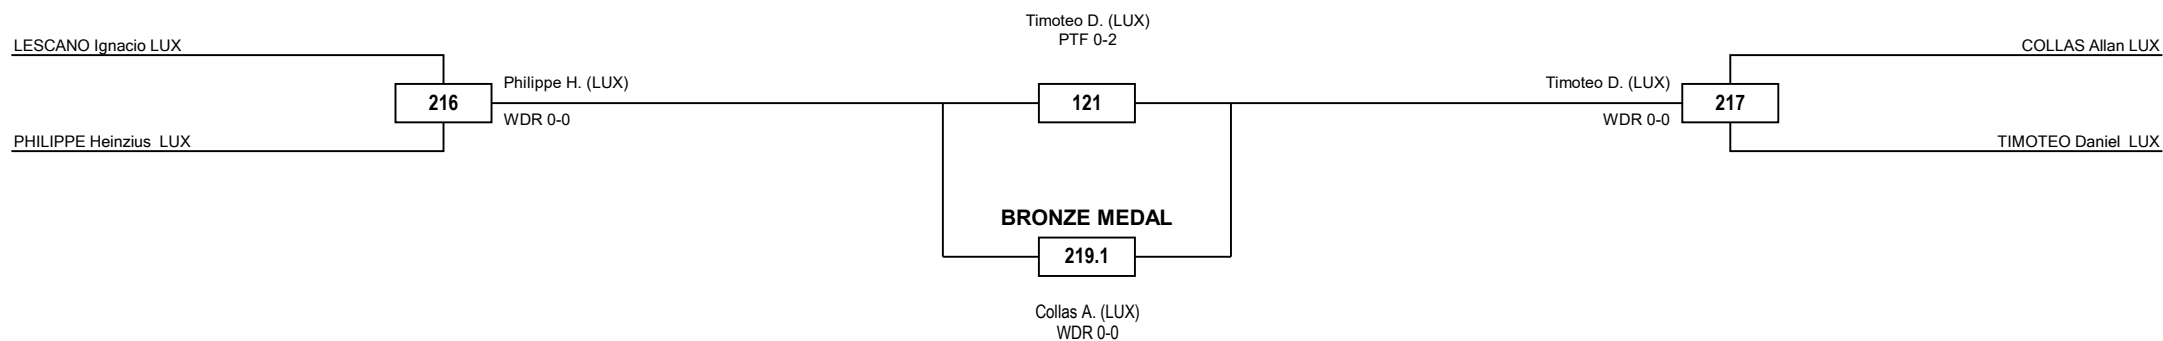 Timoteo D. (LUX)
PTF 0-2
LESCANO Ignacio LUX
COLLAS Allan LUX
216
Philippe H. (LUX)
WDR 0-0
121
Timoteo D. (LUX)
WDR 0-0
217
PHILIPPE Heinzius  LUX
TIMOTEO Daniel  LUX
BRONZE MEDAL
219.1
Collas A. (LUX)
WDR 0-0